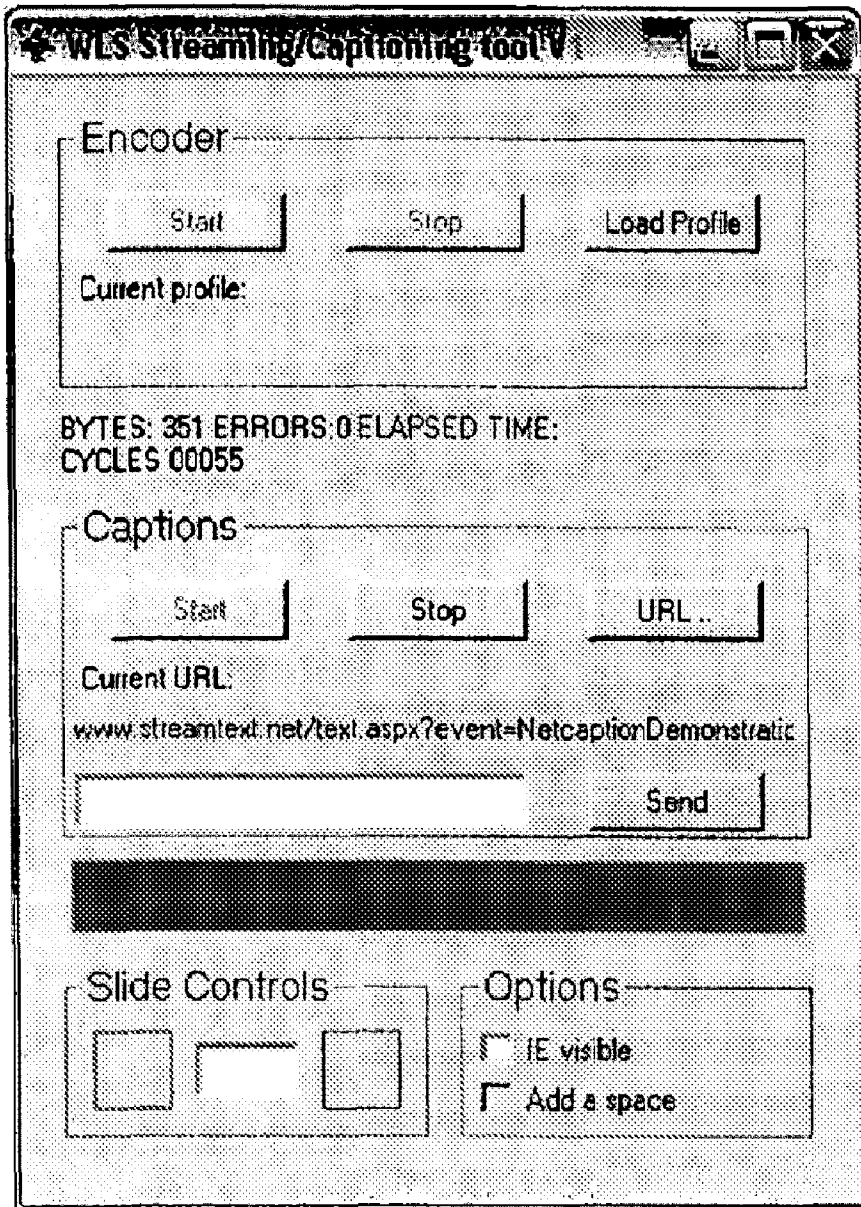 WLS Streaming/Captioning tool V
Encoder
Start Stop Load Profile
Current profile:
BYTES: 351 ERRORS:0 ELAPSED TIME:
CYCLES 00055
Captions
Start Stop URL ..
Current URL:
www.streamtext.net/text.aspx?event=NetcaptionDemonstratic
Send
Slide Controls
Options
IE visible
Add a space